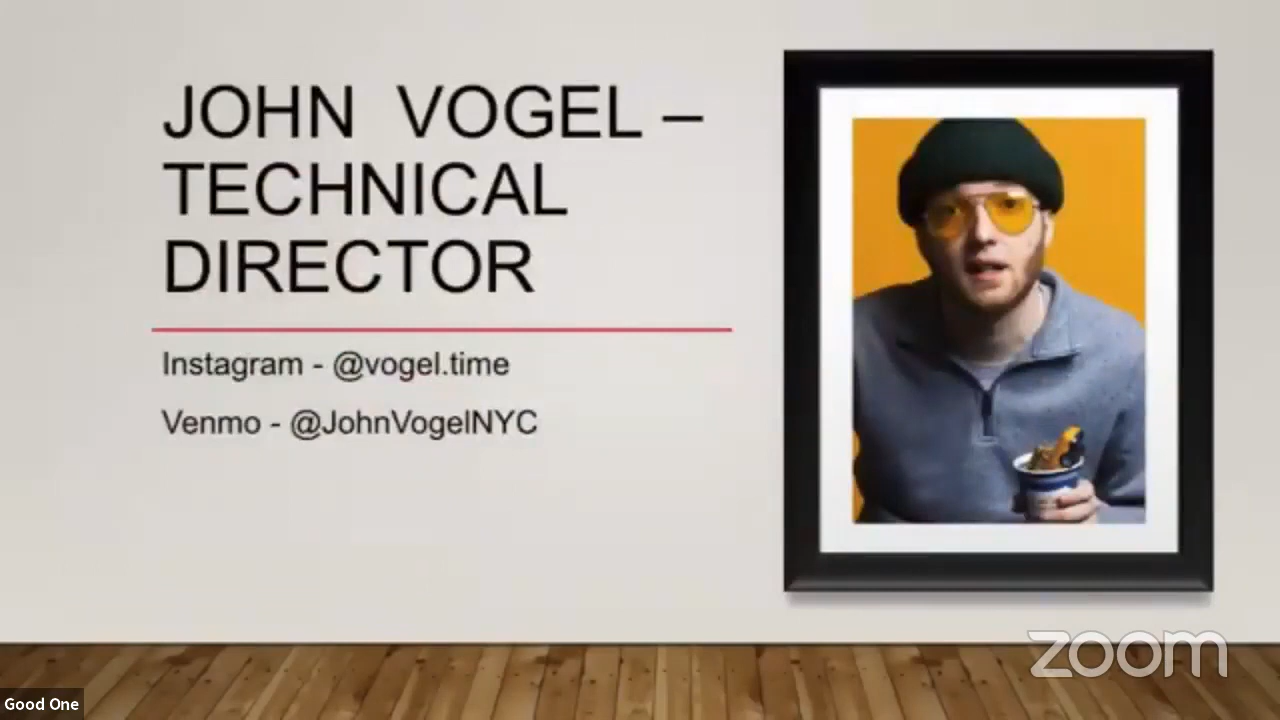 JOHN VOGEL –
TECHNICAL
DIRECTOR
Instagram - @vogel.time
Venmo - @JohnVogelNYC
zoom
Good One